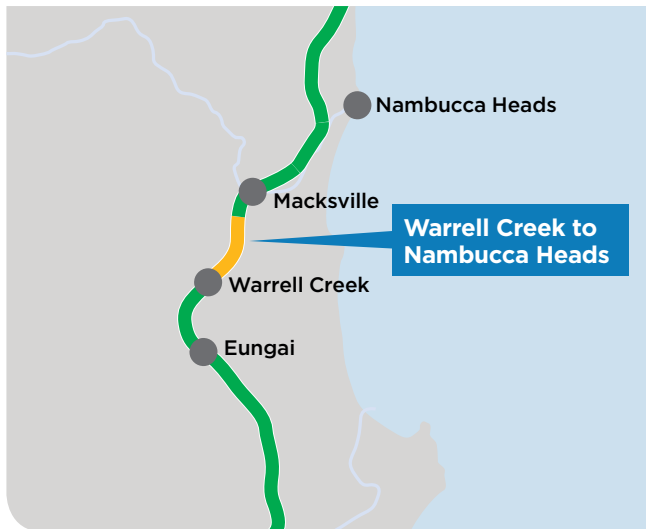 Nambucca Heads
Macksville
Warrell Creek to
Nambucca Heads
Warrell Creek
Eungai